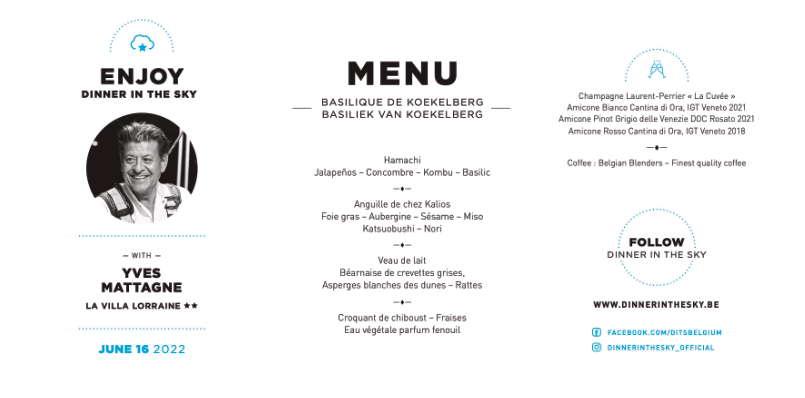 ENJOY
DINNER IN THE SKY
– WITH –
YVES
MATTAGNE
LA VILLA LORRAINE ★★
JUNE 16 2022
MENU
BASILIQUE DE KOEKELBERG
BASILIEK VAN KOEKELBERG
Hamachi
Jalapeños – Concombre – Kombu – Basilic
Anguille de chez Kalios
Foie gras – Aubergine – Sésame – Miso
Katsuobushi – Nori
Veau de lait
Béarnaise de crevettes grises,
Asperges blanches des dunes – Rattes
Croquant de chiboust – Fraises
Eau végétale parfum fenouil
Champagne Laurent-Perrier « La Cuvée »
Amicone Bianco Cantina di Ora, IGT Veneto 2021
Amicone Pinot Grigio delle Venezie DOC Rosato 2021
Amicone Rosso Cantina di Ora, IGT Veneto 2018
Coffee : Belgian Blenders – Finest quality coffee
FOLLOW
DINNER IN THE SKY
WWW.DINNERINTHESKY.BE
FACEBOOK.COM/DITSBELGIUM
DINNERINTHESKY_OFFICIAL